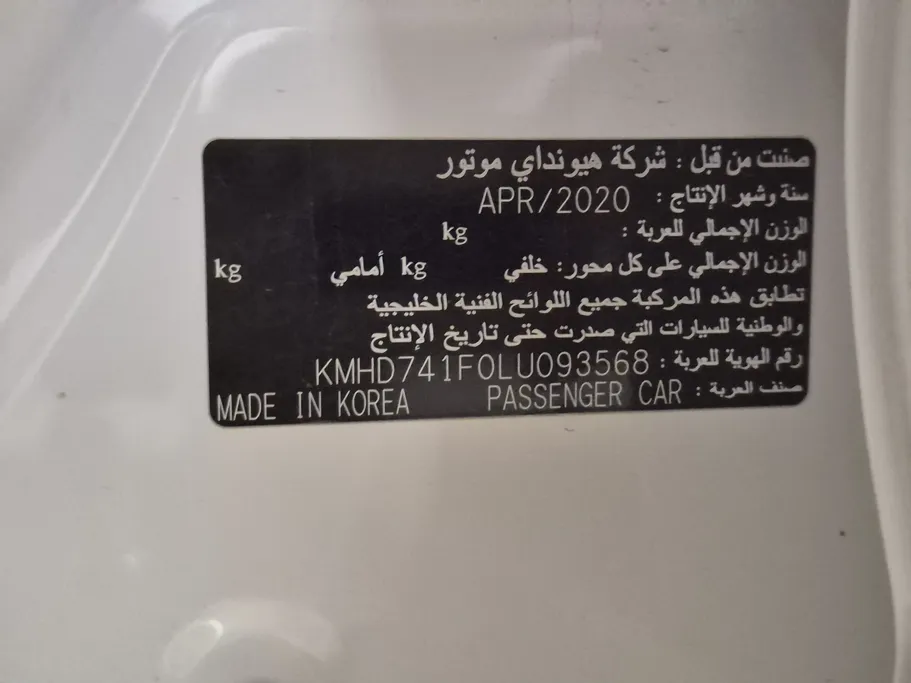 صنت من قبل : شركة هيونداي موتور
سنة وشهر الإنتاج : APR/2020
الوزن الإجمالي للعربة : kg
الوزن الإجمالي على كل محور : خلفي kg أمامي kg
تطابق هذه المركبة جميع اللوائح الفنية الخليجية
والوطنية للسيارات التي صدرت حتى تاريخ الإنتاج
رقم الهوية للعربة : KMHD741F0LU093568
صنف العربة : PASSENGER CAR MADE IN KOREA